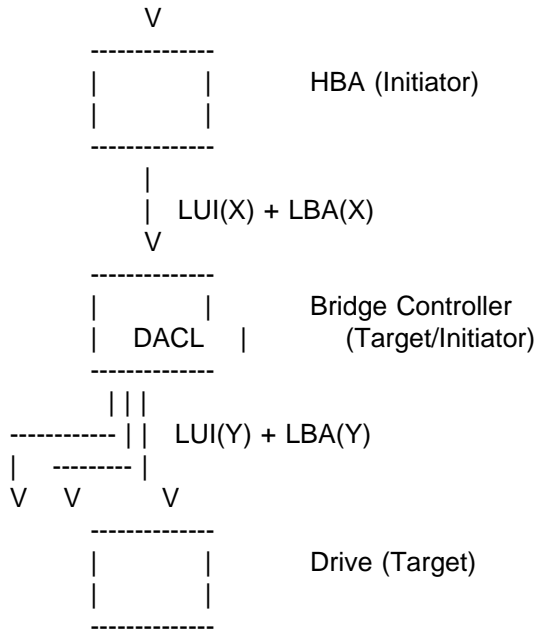 V
--------------
|            |   HBA (Initiator)
|            |
--------------
|
|   LUI(X) + LBA(X)
V
--------------
|            |   Bridge Controller
|   DACL   |   (Target/Initiator)
--------------
| | |
------------ | |   LUI(Y) + LBA(Y)
|   --------- |
V   V   V
--------------
|            |   Drive (Target)
|            |
--------------